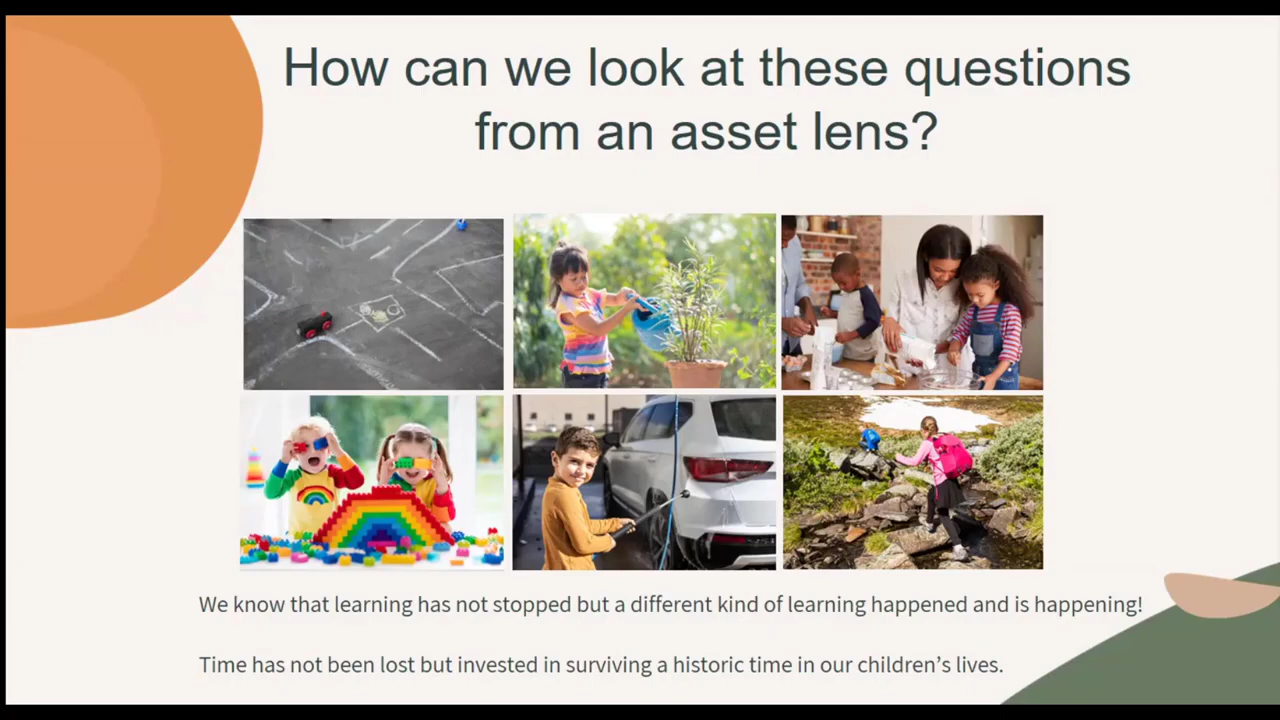 How can we look at these questions
from an asset lens?
We know that learning has not stopped but a different kind of learning happened and is happening!
Time has not been lost but invested in surviving a historic time in our children’s lives.